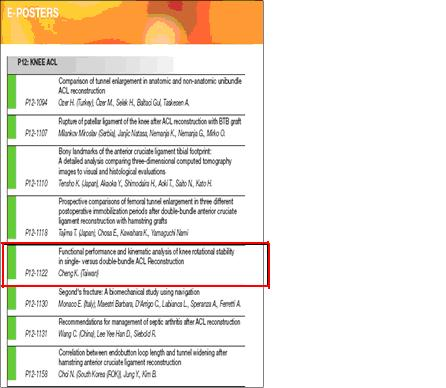 E-POSTERS
P12: KNEE ACL
Comparison of tunnel enlargement in anatomic and non-anatomic unibundle
ACL reconstruction
P12-1094 Ozer H. (Turkey), Özer M., Selek H., Baltaci Gul, Taskesen A.
Rupture of patellar ligament of the knee after ACL reconstruction with BTB graft
P12-1107 Milankov Miroslav (Serbia), Janjic Natasa, Nemanja K., Nemanja G., Mirko O.
Bony landmarks of the anterior cruciate ligament tibial footprint:
A detailed analysis comparing three-dimensional computed tomography
images to visual and histological evaluations
P12-1110 Tensho K. (Japan), Akaoka Y., Shimodaira H., Aoki T., Saito N., Kato H.
Prospective comparisons of femoral tunnel enlargement in three different
postoperative immobilization periods after double-bundle anterior cruciate
ligament reconstruction with hamstring grafts
P12-1118 Tajima T. (Japan), Chosa E., Kawahara K., Yamaguchi Nami
Functional performance and kinematic analysis of knee rotational stability
in single- versus double-bundle ACL Reconstruction
P12-1122 Cheng K. (Taiwan)
Segond's fracture: A biomechanical study using navigation
P12-1130 Monaco E. (Italy), Maestri Barbara, D'Arrigo C., Labianca L., Speranza A., Ferretti A.
Recommendations for management of septic arthritis after ACL reconstruction
P12-1131 Wang C. (China), Lee Yee Han D., Siebold R.
Correlation between endobutton loop length and tunnel widening after
hamstring anterior cruciate ligament reconstruction
P12-1158 Choi N. (South Korea (ROK)), Jung Y., Kim B.